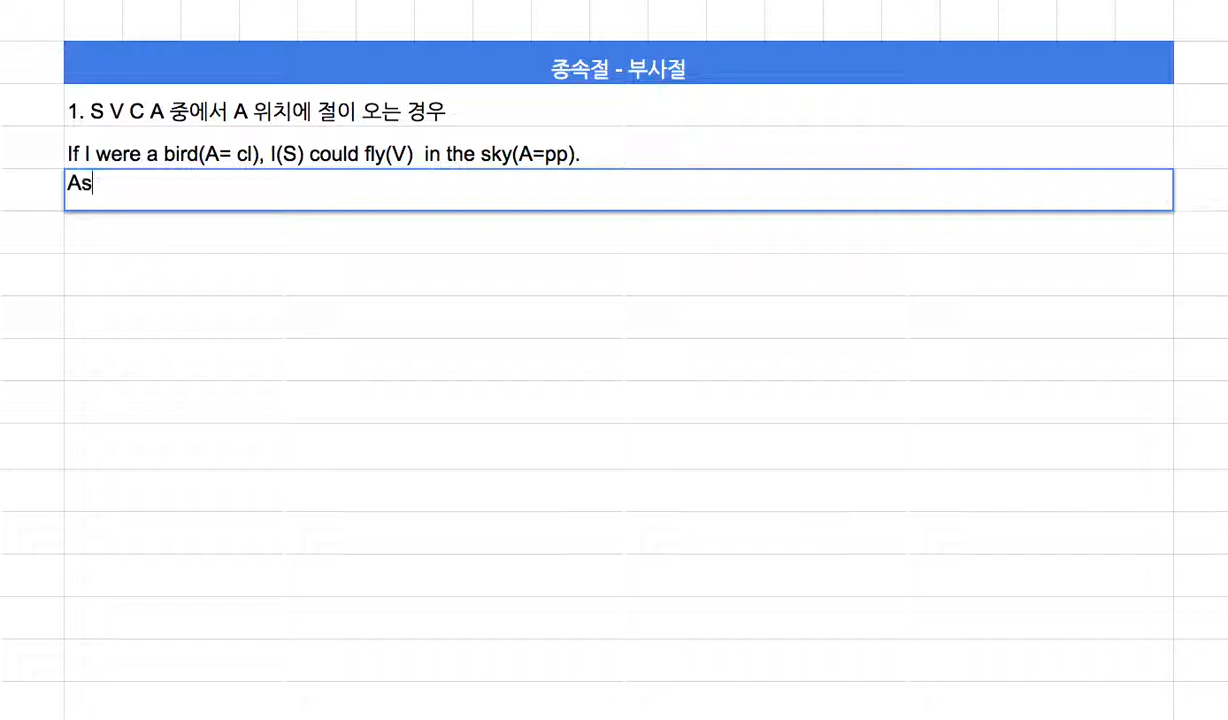 종속절 - 부사절
1. S V C A 중에서 A 위치에 절이 오는 경우
If I were a bird(A= cl), I(S) could fly(V)  in the sky(A=pp).
As